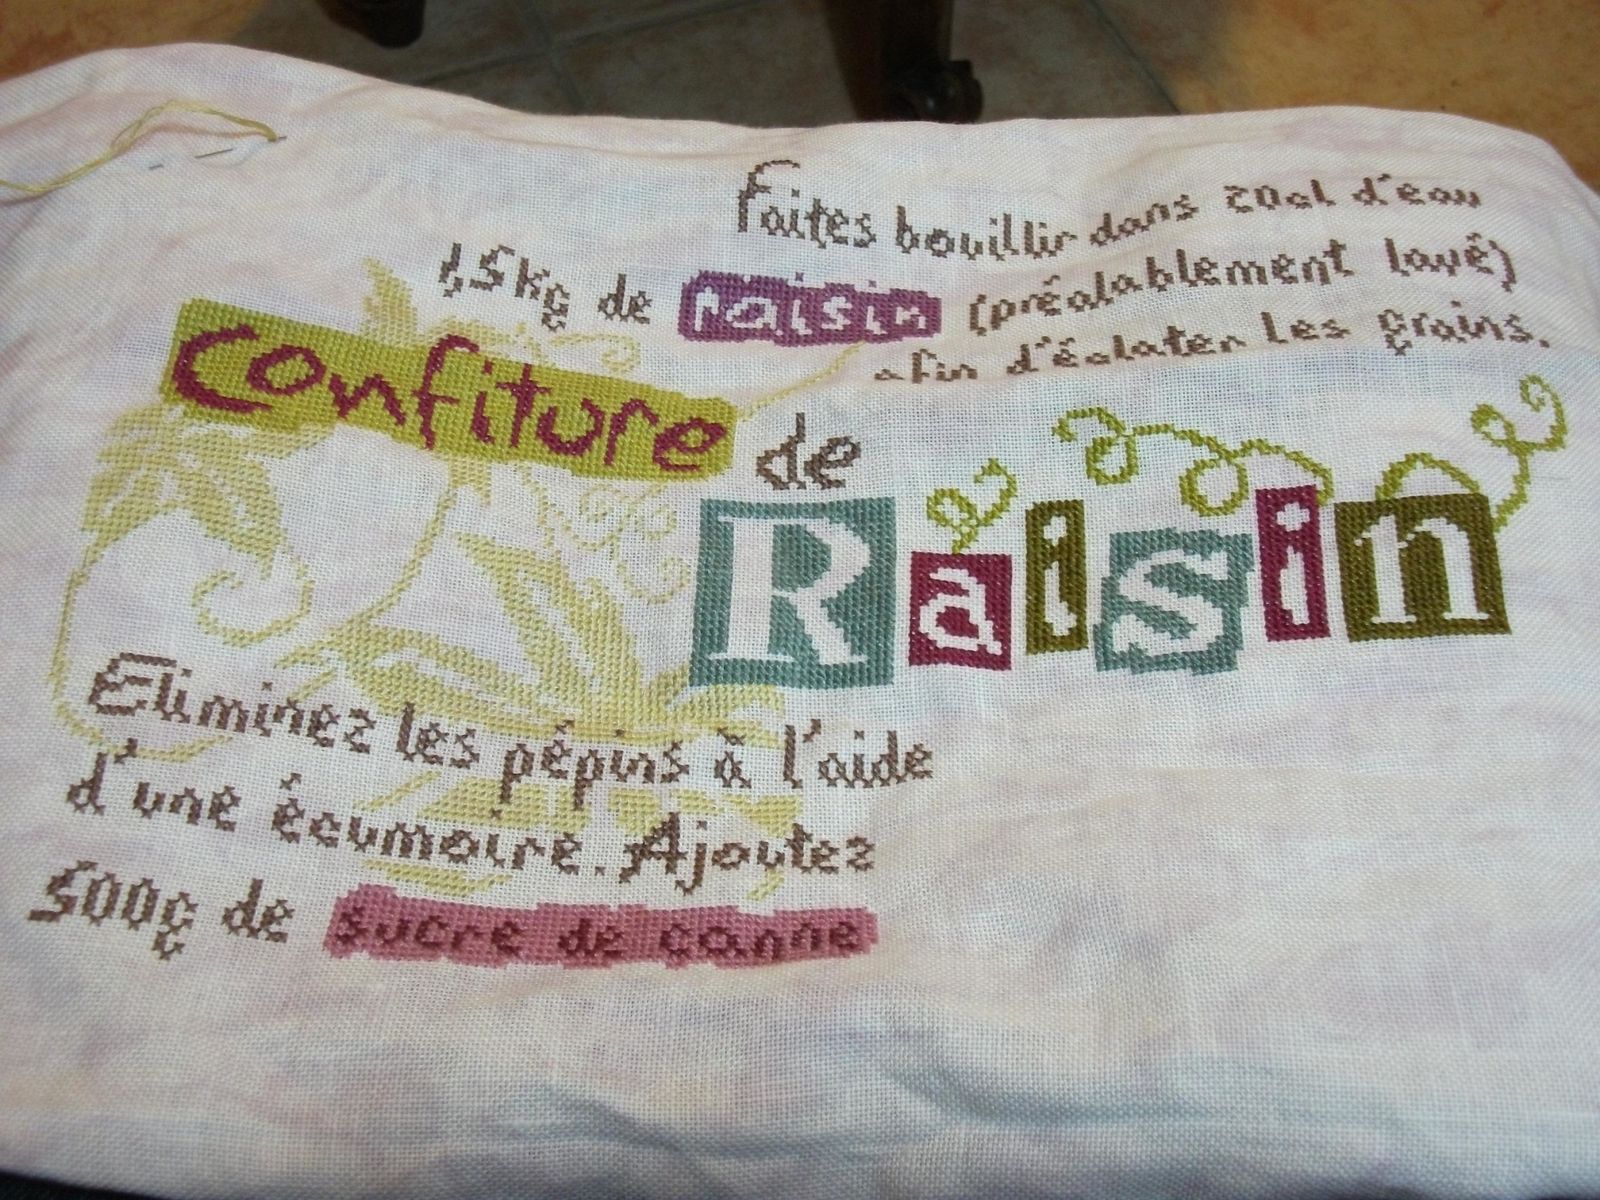 Faites bouillir dans 20cl d'eau
1,5kg de raisin (préalablement lavé)
afin d'éclater les grains.
confiture
de
Raisin
Eliminez les pépins à l'aide
d'une écumoire. Ajoutez
500g de sucre de canne